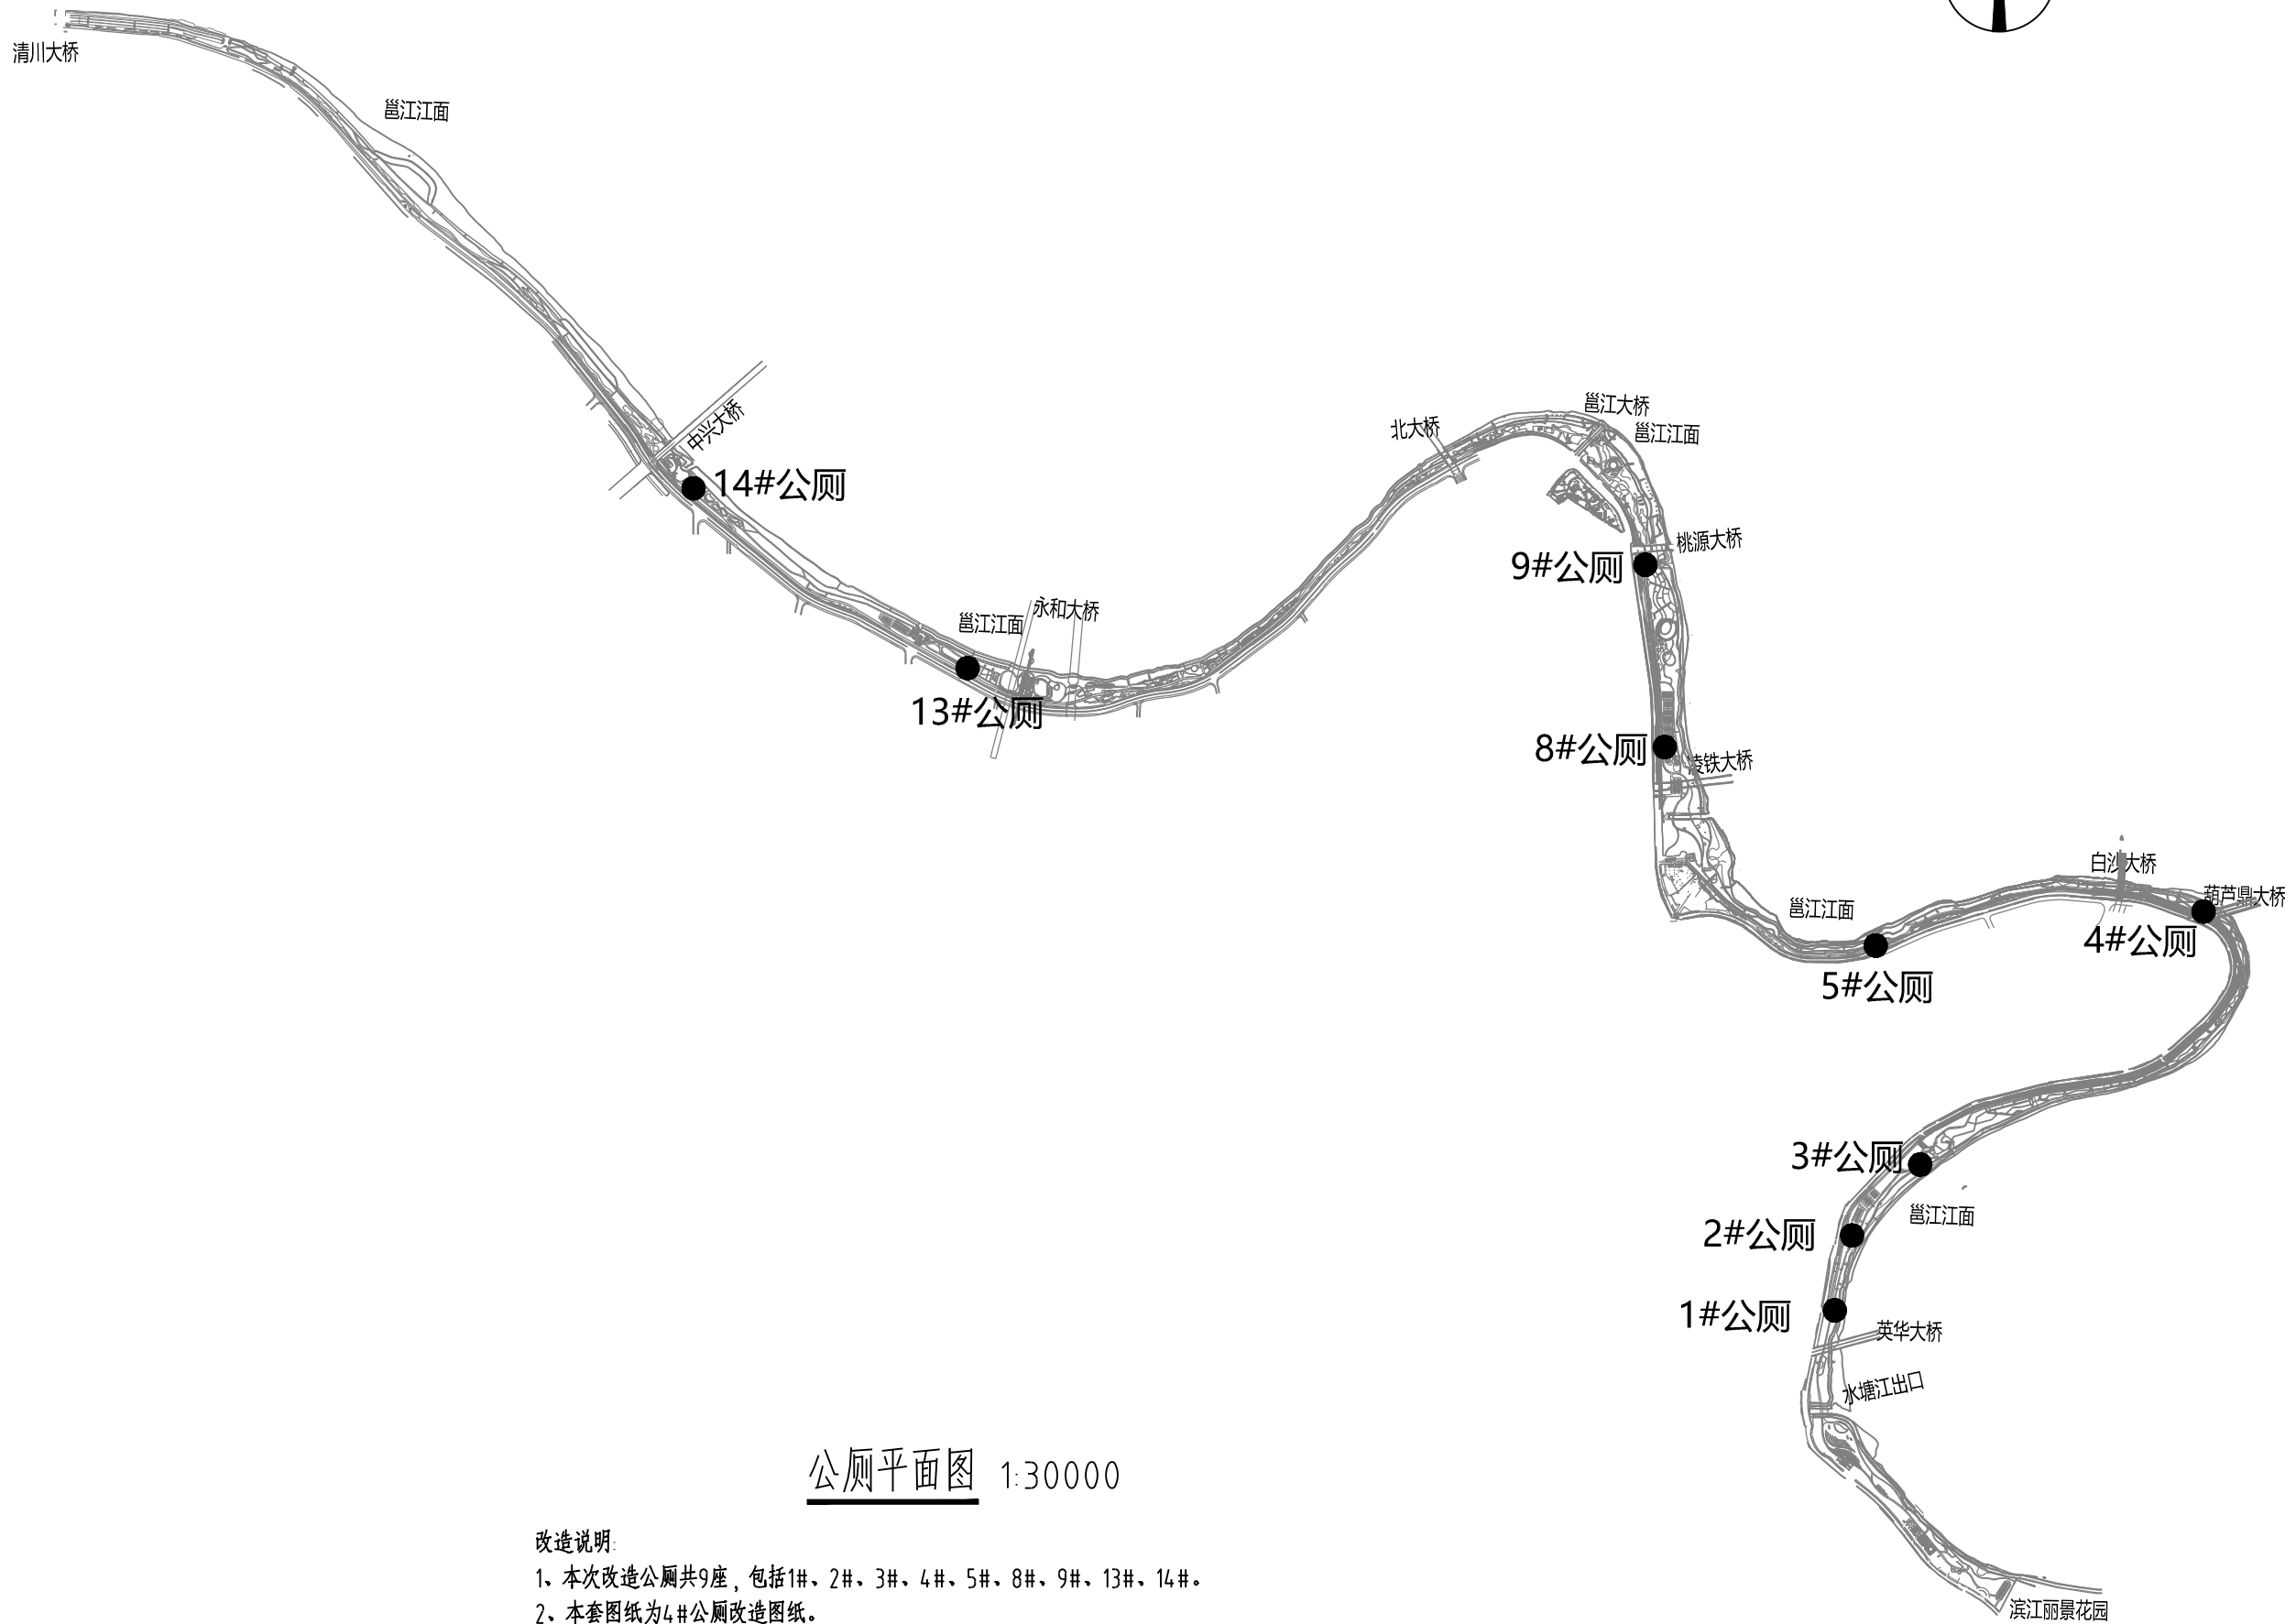 清川大桥
邕江江面
邕江大桥
北大桥
邕江江面
中兴大桥
14#公厕
桃源大桥
9#公厕
永和大桥
邕江江面
13#公厕
8#公厕
凌铁大桥
白沙大桥
葫芦鼎大桥
邕江江面
4#公厕
5#公厕
3#公厕
邕江江面
2#公厕
1#公厕
英华大桥
水塘江出口
公厕平面图 1:30000
改造说明:
1、本次改造公厕共9座，包括1#、2#、3#、4#、5#、8#、9#、13#、14#。
2、本套图纸为4#公厕改造图纸。
滨江丽景花园